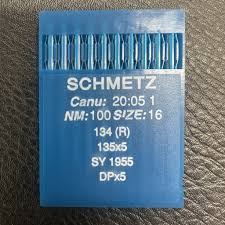 SCHMETZ
Canu: 20:05 1
NM:100 SIZE:16
134 (R)
135x5
SY 1955
DPx5